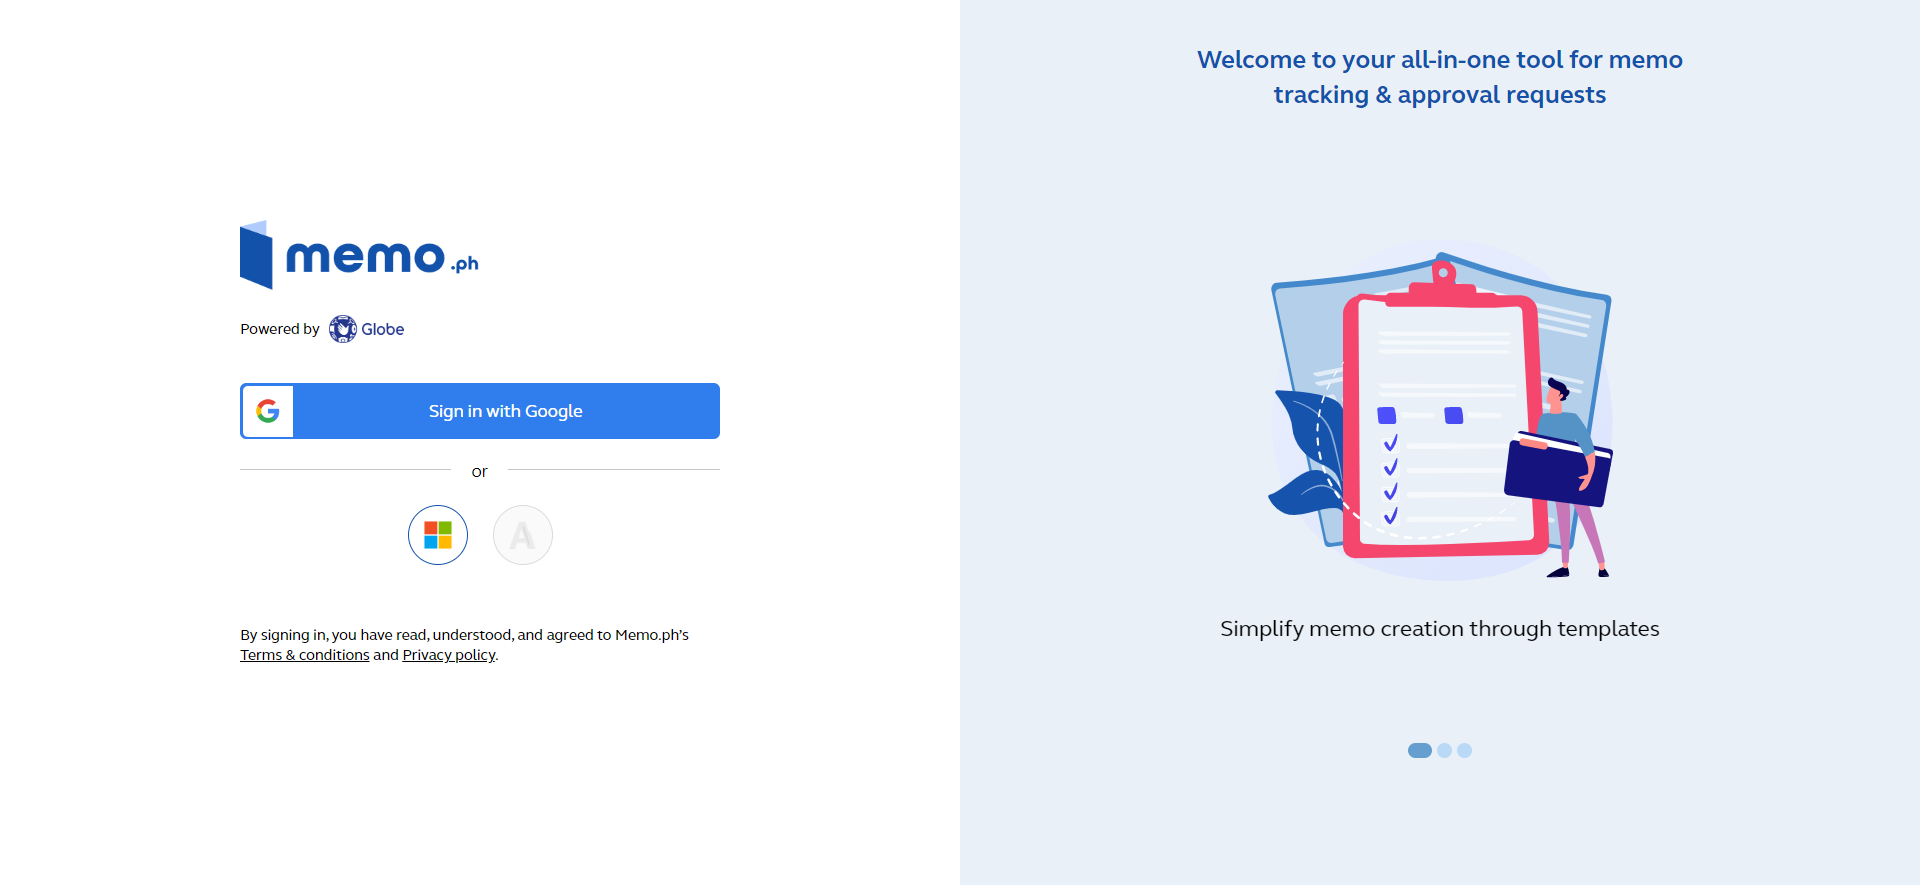 memo.ph
Powered by Globe
Sign in with Google
or
A
By signing in, you have read, understood, and agreed to Memo.ph's
Terms & conditions and Privacy policy.
Welcome to your all-in-one tool for memo
tracking & approval requests
Simplify memo creation through templates